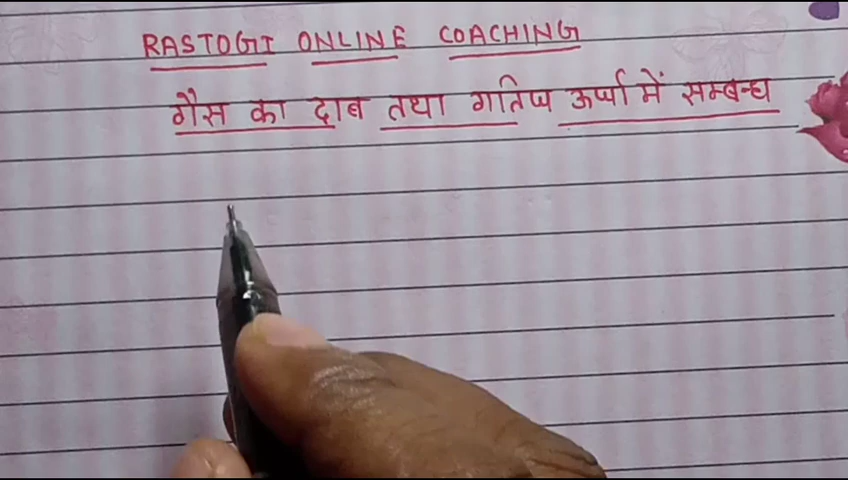 RASTOGI ONLINE COACHING
गैस का दाब तथा गतिज ऊर्जा में सम्बन्ध